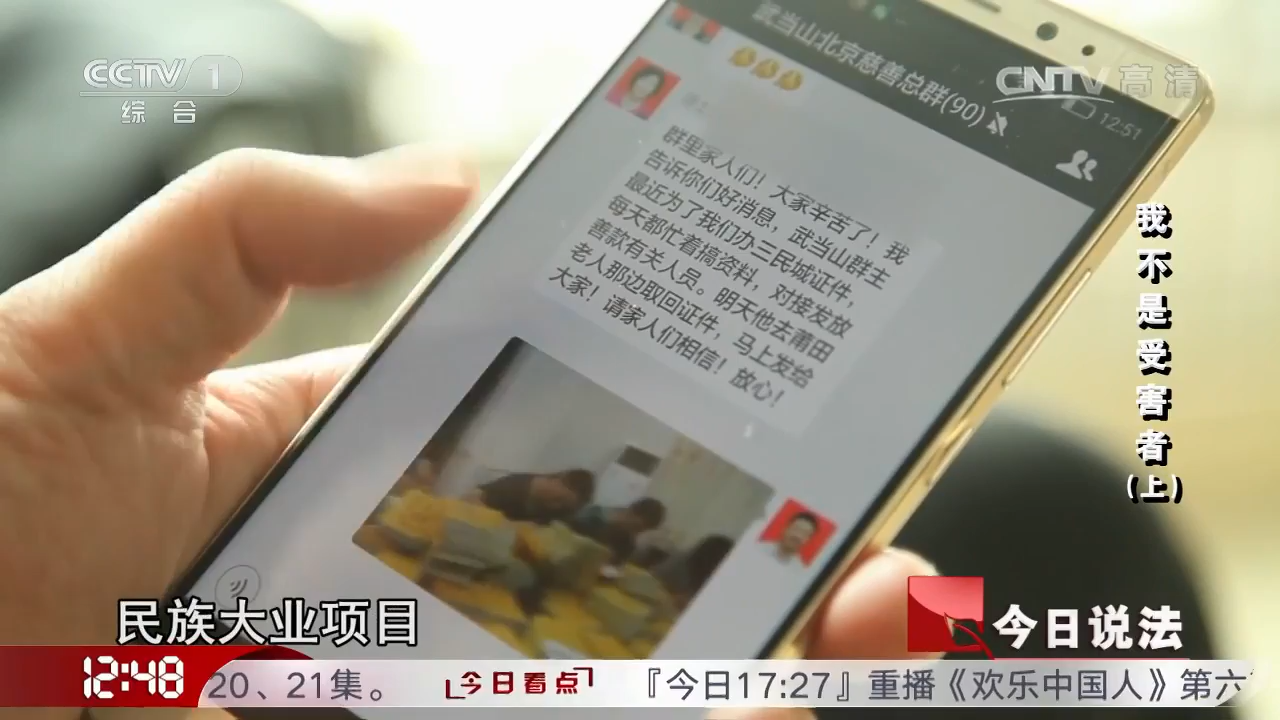 CCTV 1
综合
CNTV 高清
武当山北京慈善总群(90)
12:51
群里家人们！大家辛苦了！我
告诉你们好消息，武当山群主
最近为了我们办三民城证件，
每天都忙着搞资料，对接发放
善款有关人员。明天他去莆田
老人那边取回证件，马上发给
大家！请家人们相信！放心！
我不是受害者(上)
民族大业项目
今日说法
12:48
20、21集。
今日看点
『今日17:27』重播《欢乐中国人》第六